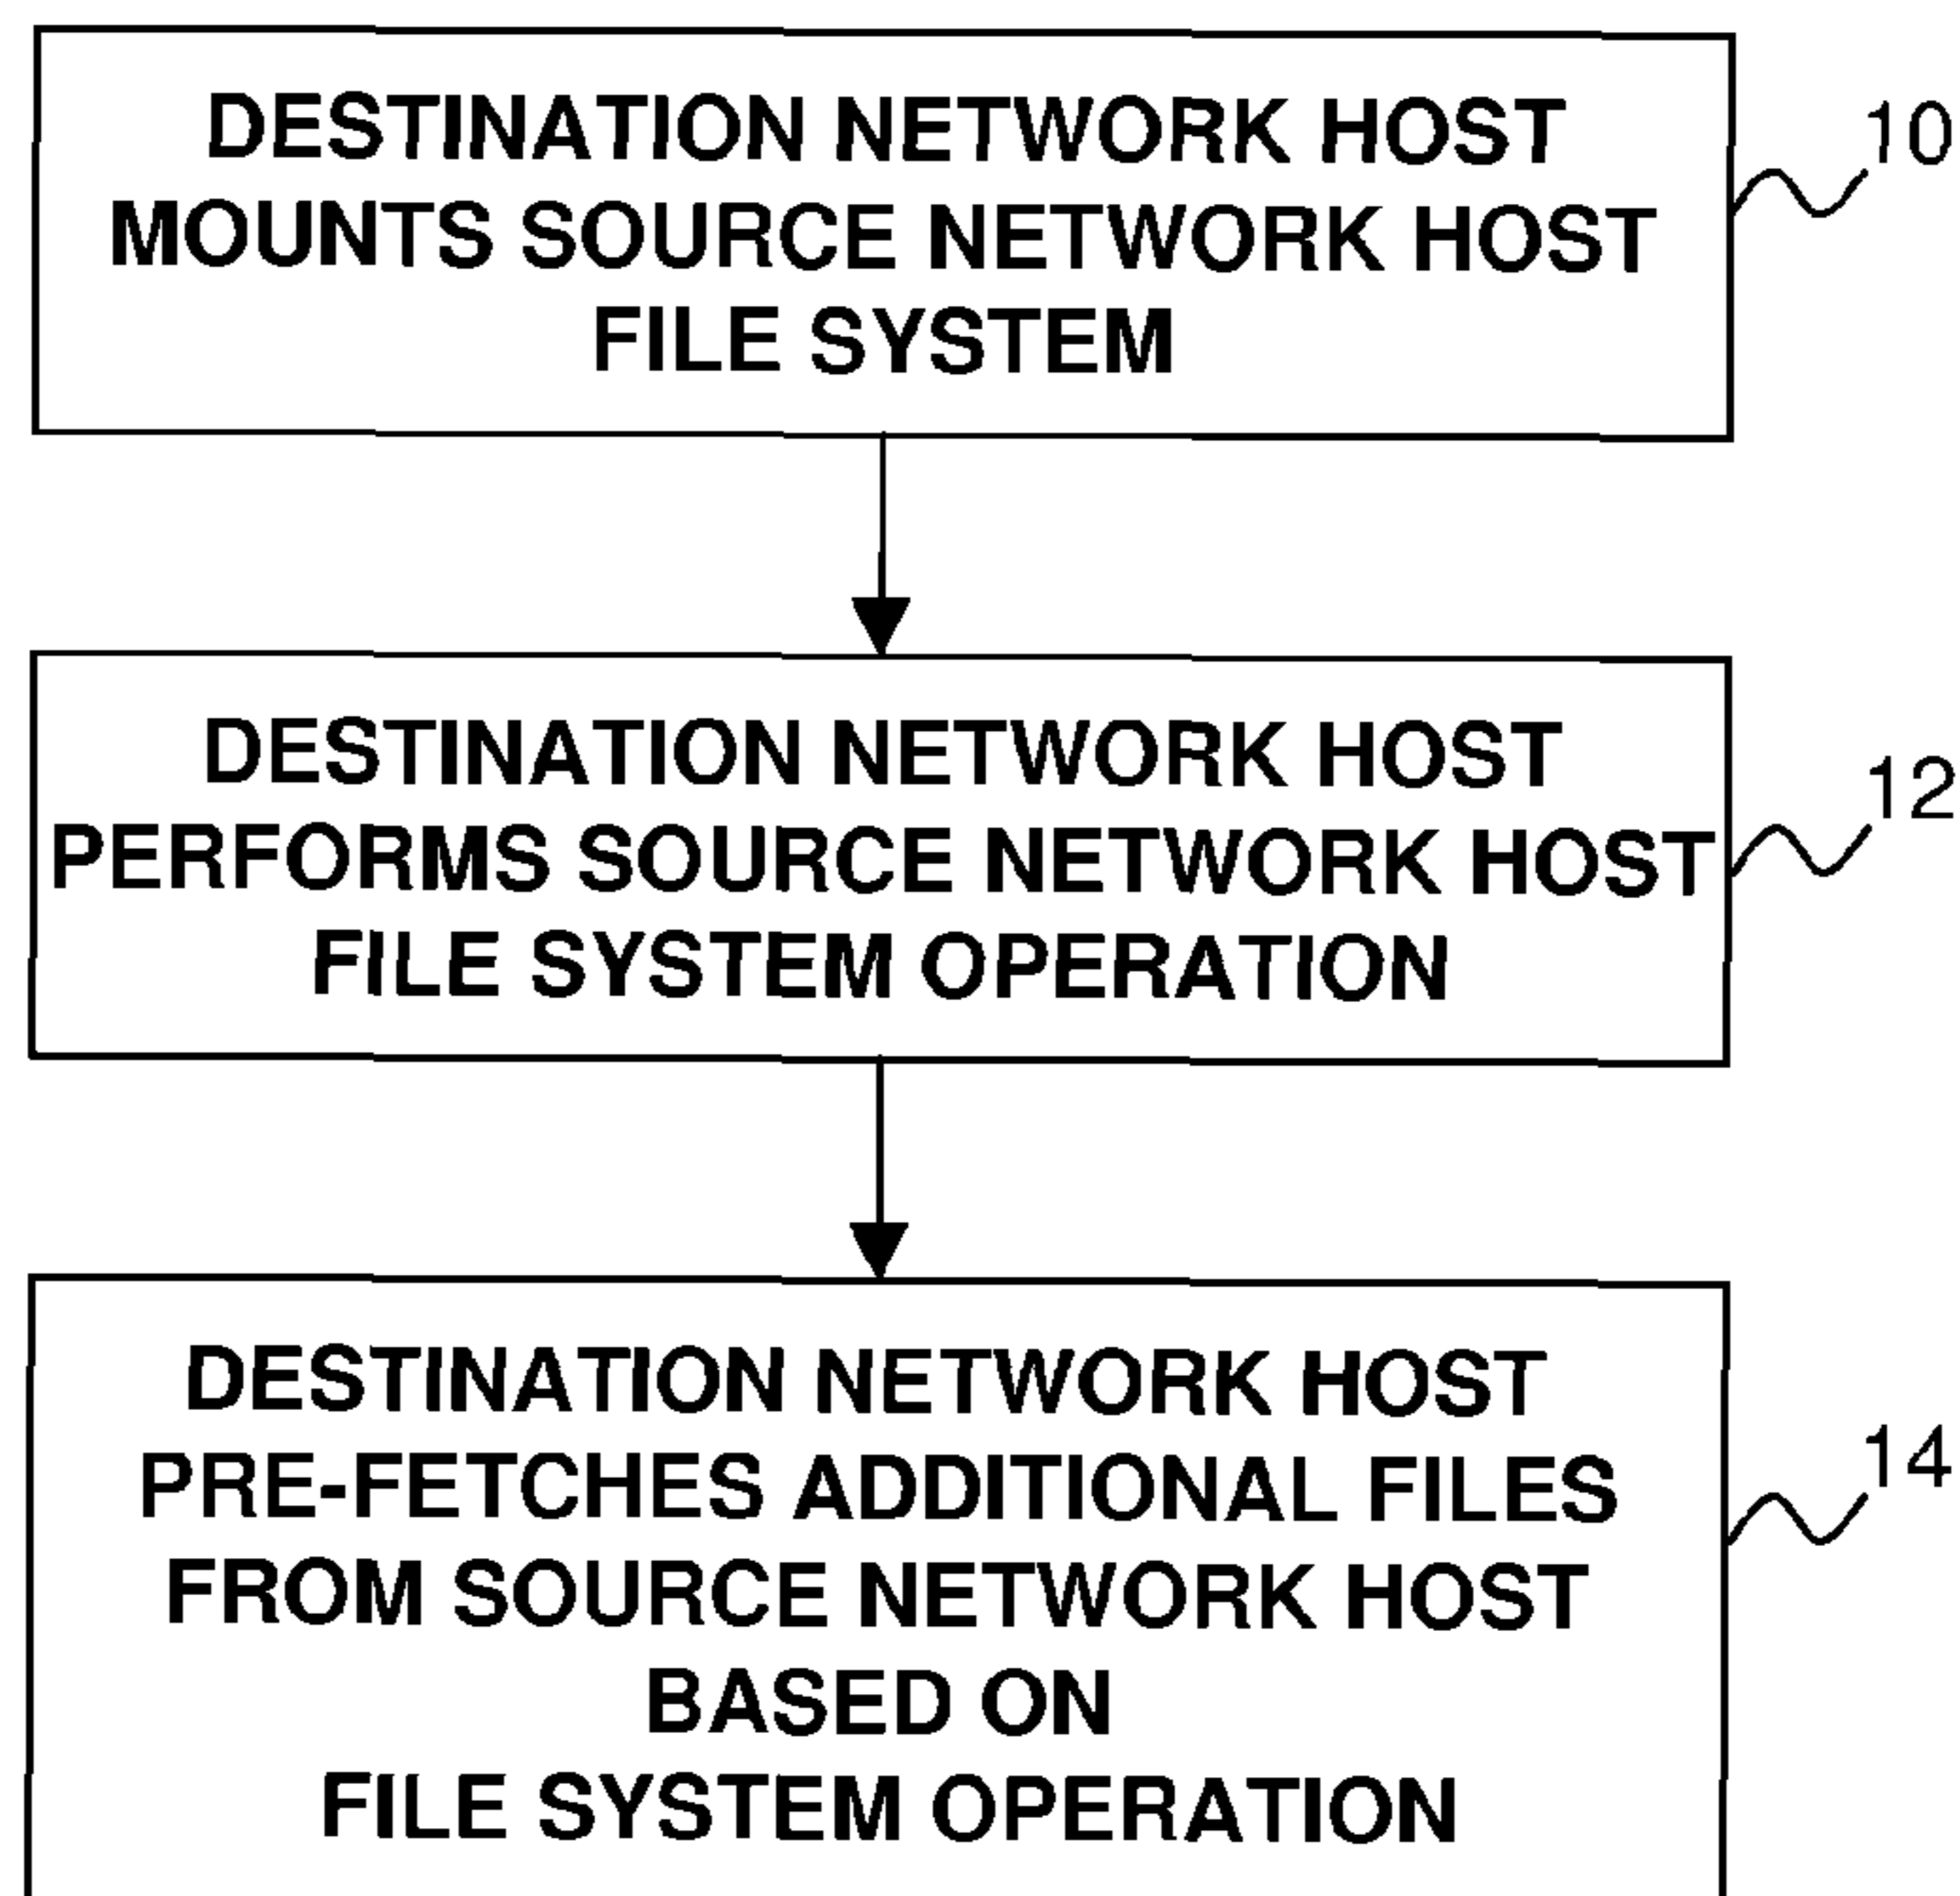 DESTINATION NETWORK HOST
MOUNTS SOURCE NETWORK HOST
FILE SYSTEM
10
DESTINATION NETWORK HOST
PERFORMS SOURCE NETWORK HOST
FILE SYSTEM OPERATION
12
DESTINATION NETWORK HOST
PRE-FETCHES ADDITIONAL FILES
FROM SOURCE NETWORK HOST
BASED ON
FILE SYSTEM OPERATION
14